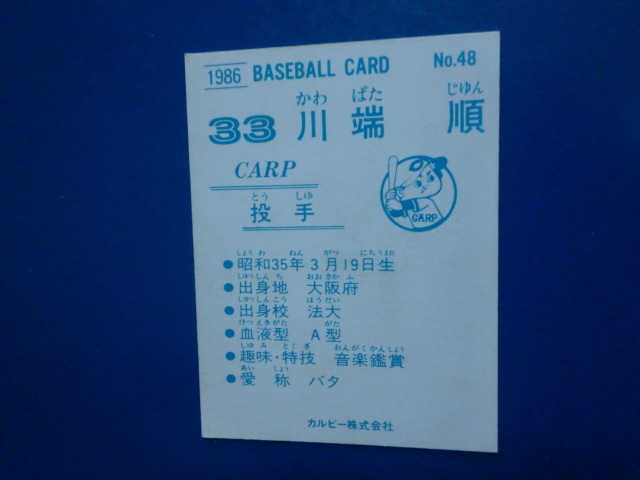 1986 BASEBALL CARD No.48
かわ ばた じゅん
33 川端 順
CARP
とう しゅ
投手
CARP
しょう わ ねん がつ にちうまれ
●昭和35年3月19日生
しゅっしん ち おおさか ふ
●出身地 大阪府
しゅっしんこう ほうだい
●出身校 法大
けつえきがた がた
●血液型 A型
しゅ み とく ぎ おんがくかんしょう
●趣味・特技 音楽鑑賞
あい しょう
●愛称 バタ
カルビー株式会社